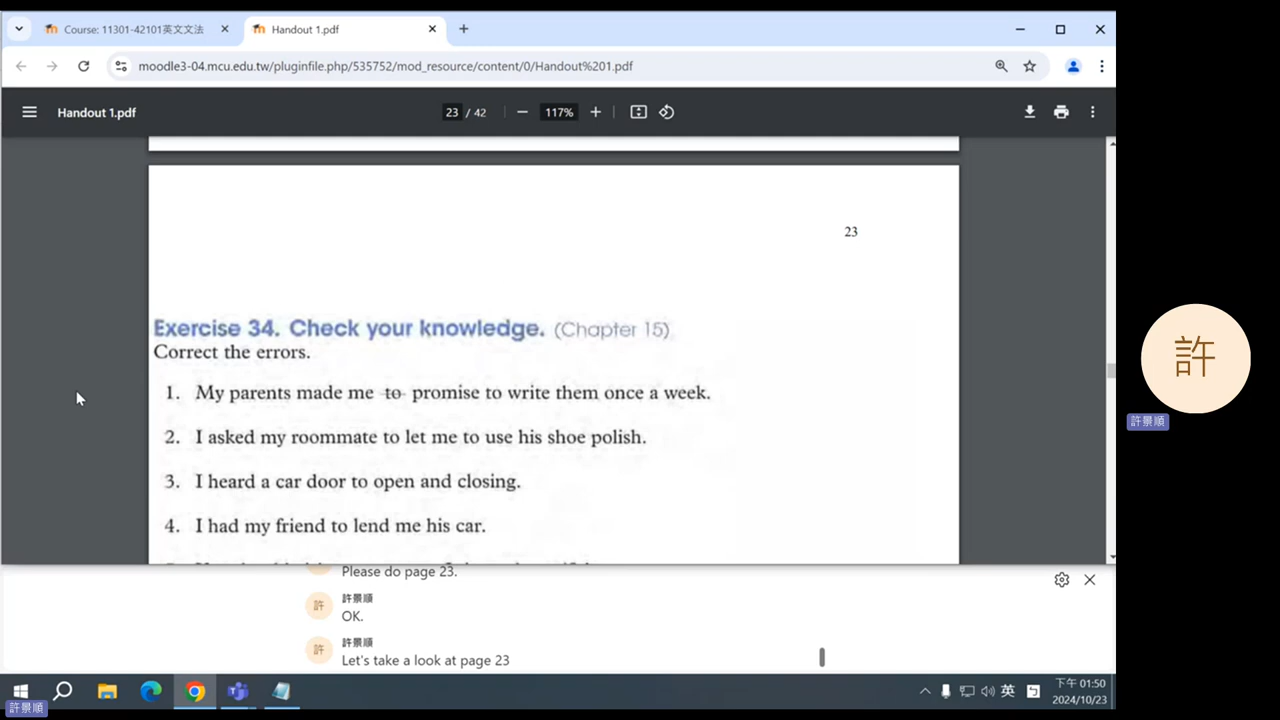 Course: 11301-42101英文文法
Handout 1.pdf
moodle3-04.mcu.edu.tw/pluginfile.php/535752/mod_resource/content/0/Handout%201.pdf
Handout 1.pdf
23 / 42
117%
23
Exercise 34. Check your knowledge. (Chapter 15)
Correct the errors.
1. My parents made me to promise to write them once a week.
2. I asked my roommate to let me to use his shoe polish.
3. I heard a car door to open and closing.
4. I had my friend to lend me his car.
許
許景順
Please do page 23.
許
許景順
OK.
許
許景順
Let's take a look at page 23
英
下午 01:50
2024/10/23
許景順